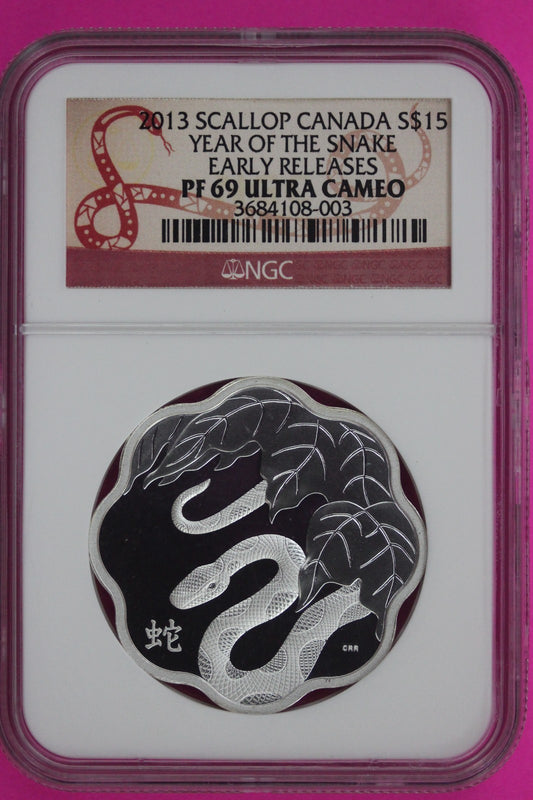 2013 SCALLOP CANADA S$15
YEAR OF THE SNAKE
EARLY RELEASES
PF 69 ULTRA CAMEO
3684108-003
NGC
蛇
CRR